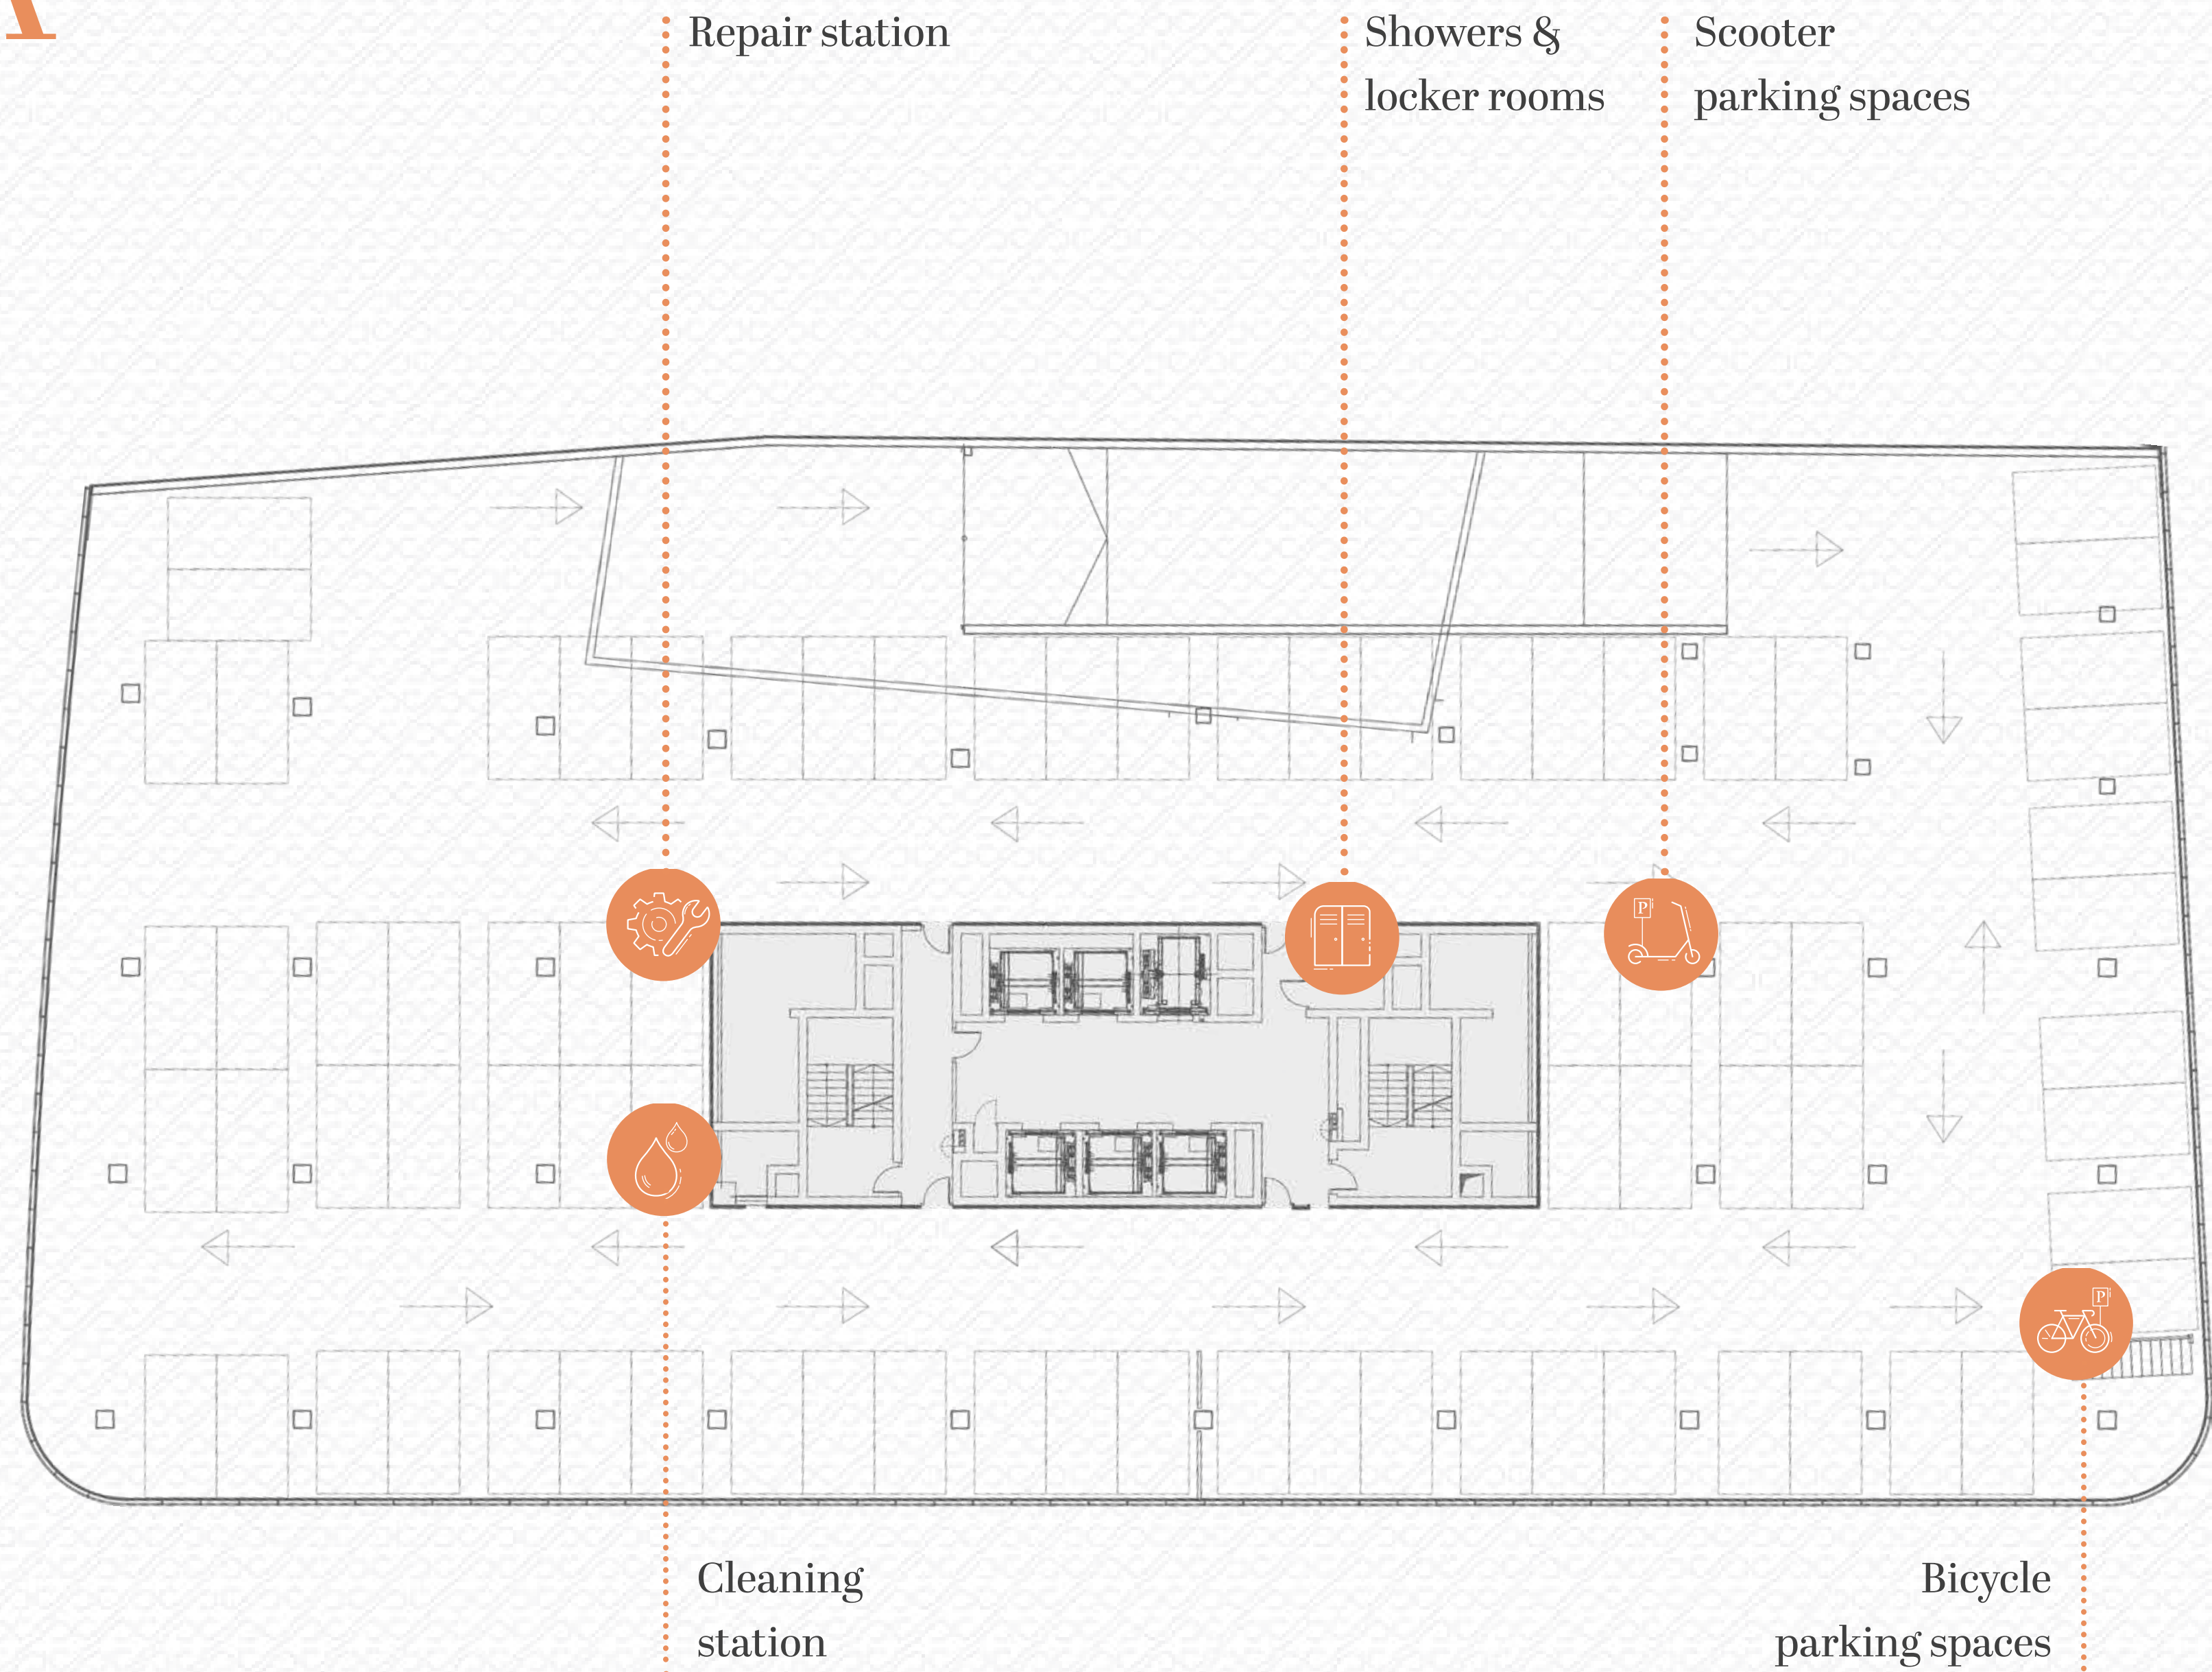 Repair station
Showers &
locker rooms
Scooter
parking spaces
P
P
Cleaning
station
Bicycle
parking spaces